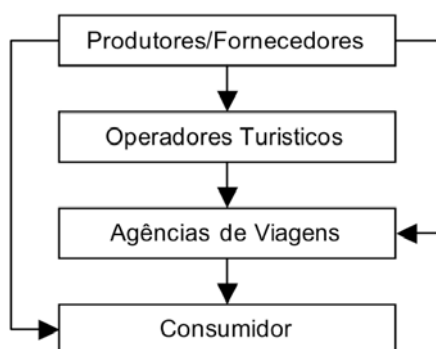 Produtores/Fornecedores
Operadores Turisticos
Agências de Viagens
Consumidor